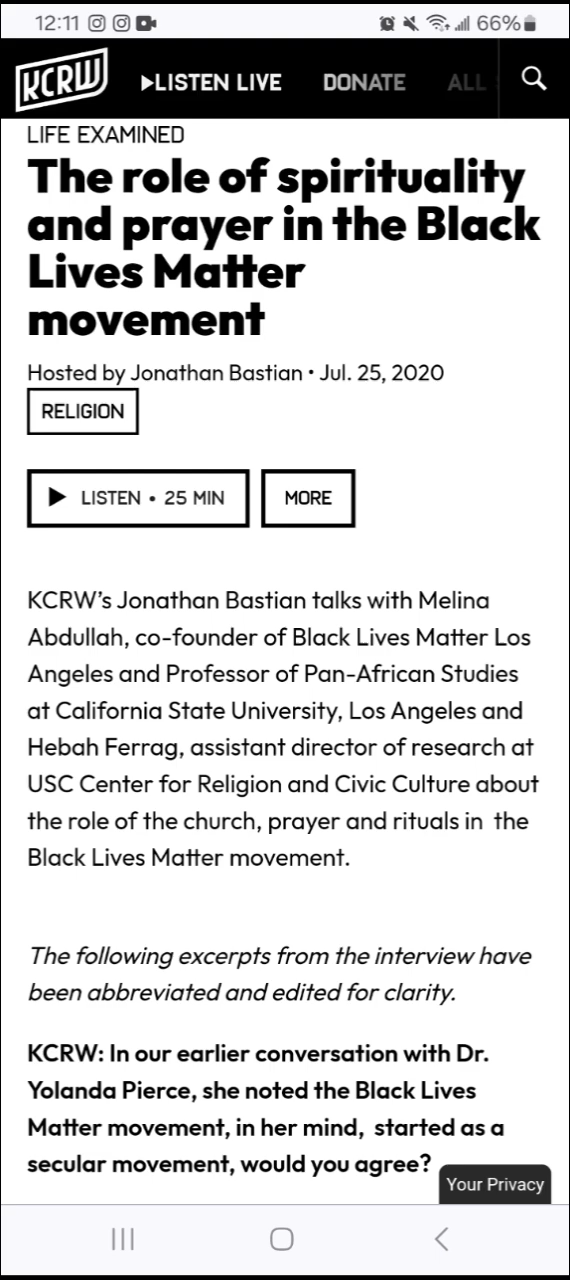 12:11 66%
KCRW LISTEN LIVE DONATE ALL
LIFE EXAMINED
The role of spirituality
and prayer in the Black
Lives Matter
movement
Hosted by Jonathan Bastian • Jul. 25, 2020
RELIGION
LISTEN • 25 MIN MORE
KCRW’s Jonathan Bastian talks with Melina
Abdullah, co-founder of Black Lives Matter Los
Angeles and Professor of Pan-African Studies
at California State University, Los Angeles and
Hebah Ferrag, assistant director of research at
USC Center for Religion and Civic Culture about
the role of the church, prayer and rituals in the
Black Lives Matter movement.
The following excerpts from the interview have
been abbreviated and edited for clarity.
KCRW: In our earlier conversation with Dr.
Yolanda Pierce, she noted the Black Lives
Matter movement, in her mind, started as a
secular movement, would you agree?
Your Privacy